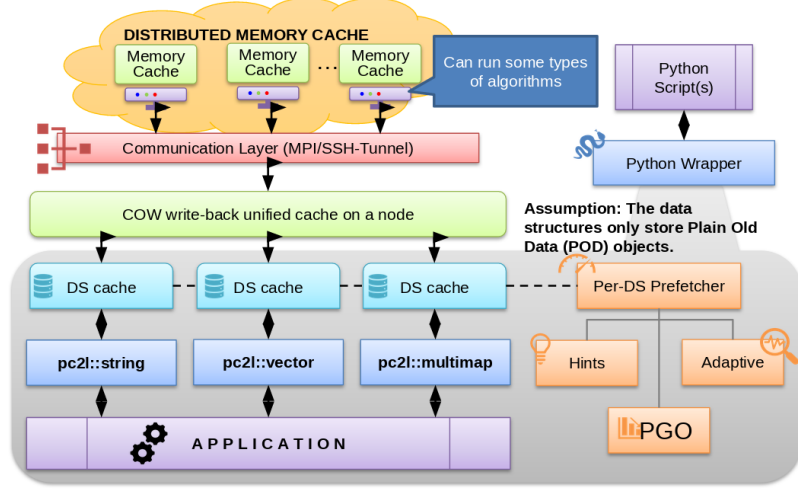 DISTRIBUTED MEMORY CACHE
Memory
Cache
Memory
Cache
...
Memory
Cache
Can run some types
of algorithms
Python
Script(s)
Communication Layer (MPI/SSH-Tunnel)
Python Wrapper
COW write-back unified cache on a node
Assumption: The data
structures only store Plain Old
Data (POD) objects.
DS cache
DS cache
DS cache
Per-DS Prefetcher
pc2l::string
pc2l::vector
pc2l::multimap
Hints
Adaptive
PGO
APPLICATION